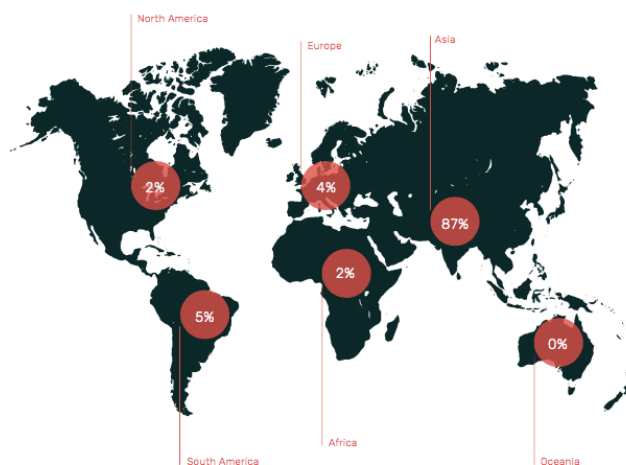 North America
Europe
Asia
2%
4%
87%
2%
5%
0%
Africa
South America
Oceania